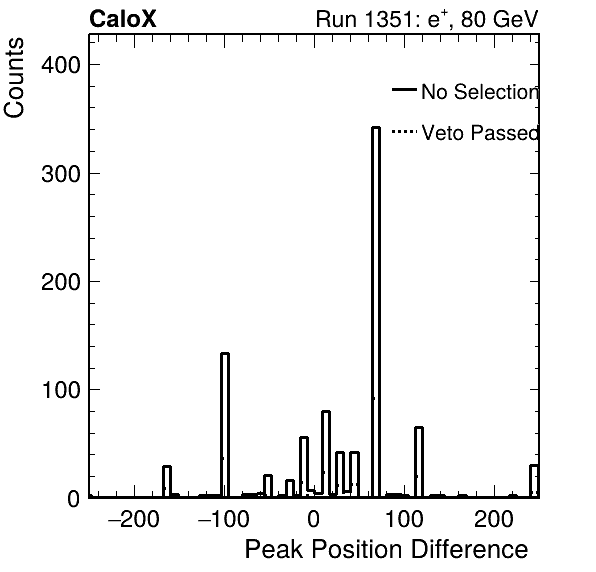 CaloX Run 1351: e⁺, 80 GeV
Counts
400
No Selection
Veto Passed
300
200
100
0
−200 −100 0 100 200
Peak Position Difference